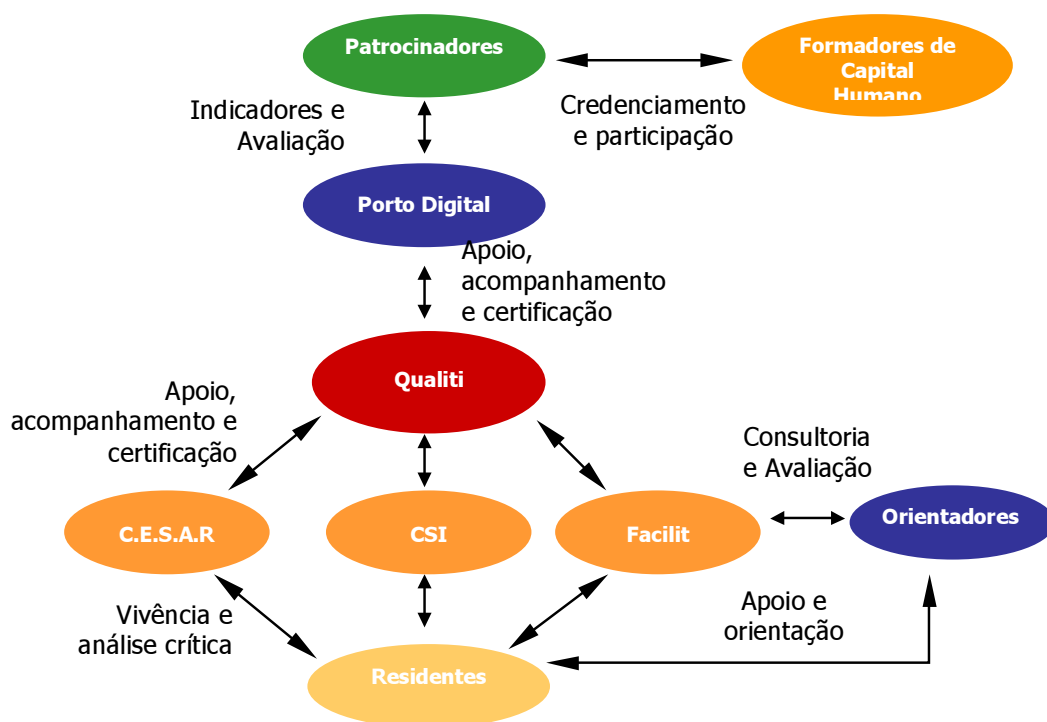 Patrocinadores
Formadores de
Capital
Humano
Indicadores e
Avaliação
Credenciamento
e participação
Porto Digital
Apoio,
acompanhamento
e certificação
Qualiti
Apoio,
acompanhamento e
certificação
Consultoria
e Avaliação
C.E.S.A.R
CSI
Facilit
Orientadores
Vivência e
análise crítica
Apoio e
orientação
Residentes